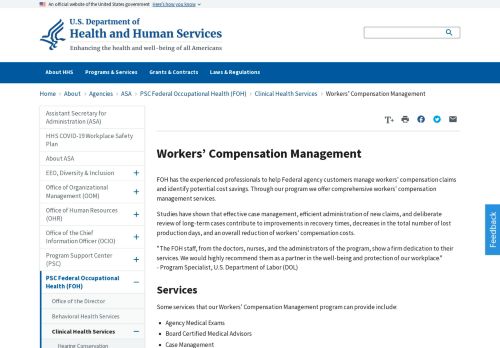 An official website of the United States government Here's how you know
U.S. Department of
Health and Human Services
Enhancing the health and well-being of all Americans
About HHS Programs & Services Grants & Contracts Laws & Regulations
Home › About › Agencies › ASA › PSC Federal Occupational Health (FOH) › Clinical Health Services › Workers' Compensation Management
Assistant Secretary for
Administration (ASA)
HHS COVID-19 Workplace Safety
Plan
About ASA
EEO, Diversity & Inclusion +
Office of Organizational
Management (OOM) +
Office of Human Resources
(OHR) +
Office of the Chief
Information Officer (OCIO) +
Program Support Center
(PSC) +
PSC Federal Occupational
Health (FOH) −
Office of the Director
Behavioral Health Services
Clinical Health Services −
Hearing Conservation
T+
Workers' Compensation Management
FOH has the experienced professionals to help Federal agency customers manage workers' compensation claims
and identify potential cost savings. Through our program we offer comprehensive workers' compensation
management services.
Studies have shown that effective case management, efficient administration of new claims, and deliberate
review of long-term cases contribute to improvements in recovery times, decreases in the total number of lost
production days, and an overall reduction of workers' compensation costs.
"The FOH staff, from the doctors, nurses, and the administrators of the program, show a firm dedication to their
services. We would highly recommend them as a partner in the well-being and protection of our workplace."
- Program Specialist, U.S. Department of Labor (DOL)
Services
Some services that our Workers' Compensation Management program can provide include:
• Agency Medical Exams
• Board Certified Medical Advisors
• Case Management
Feedback